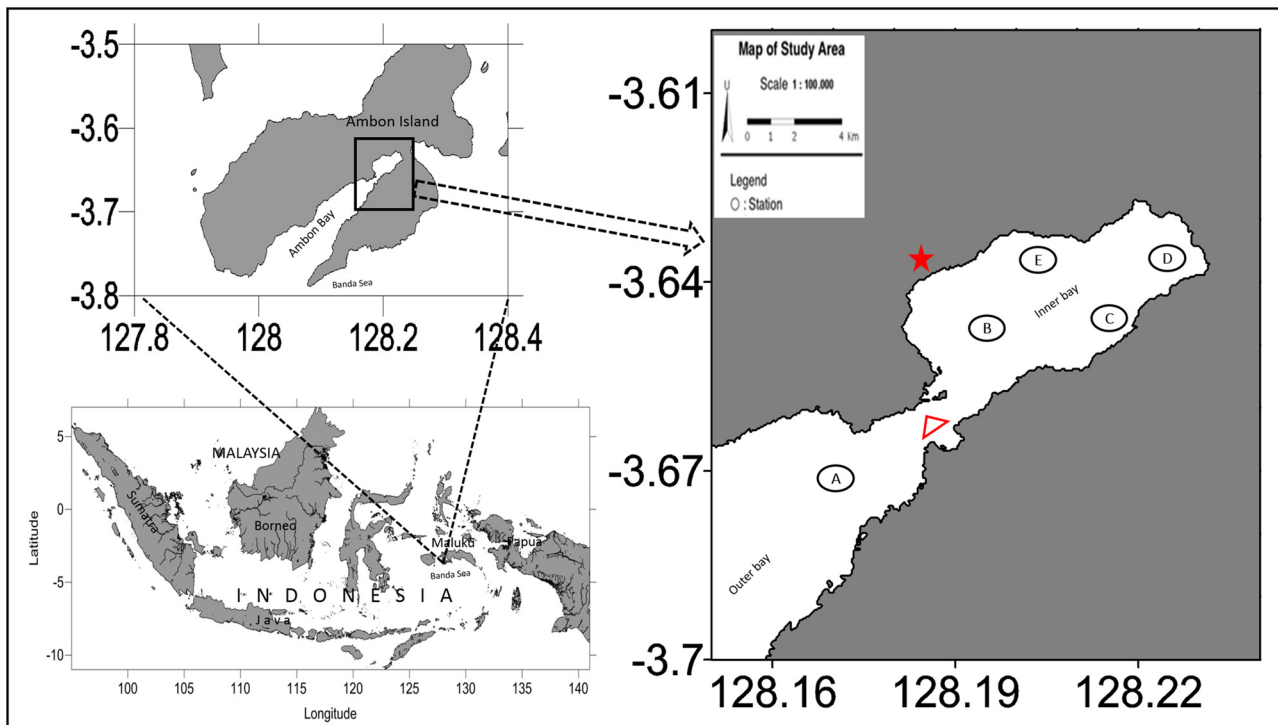 -3.5
-3.6
-3.7
-3.8
127.8
128
128.2
128.4
Ambon Island
Ambon Bay
Banda Sea
5
0
-5
-10
Latitude
100
105
110
115
120
125
130
135
140
Longitude
MALAYSIA
Sumatra
Borneo
Maluku
Papua
Banda Sea
INDONESIA
Java
Map of Study Area
Scale 1 : 100.000
U
0 1 2 4 Km
Legend
: Station
-3.61
-3.64
-3.67
-3.7
128.16
128.19
128.22
E
D
Inner bay
B
C
A
Outer bay